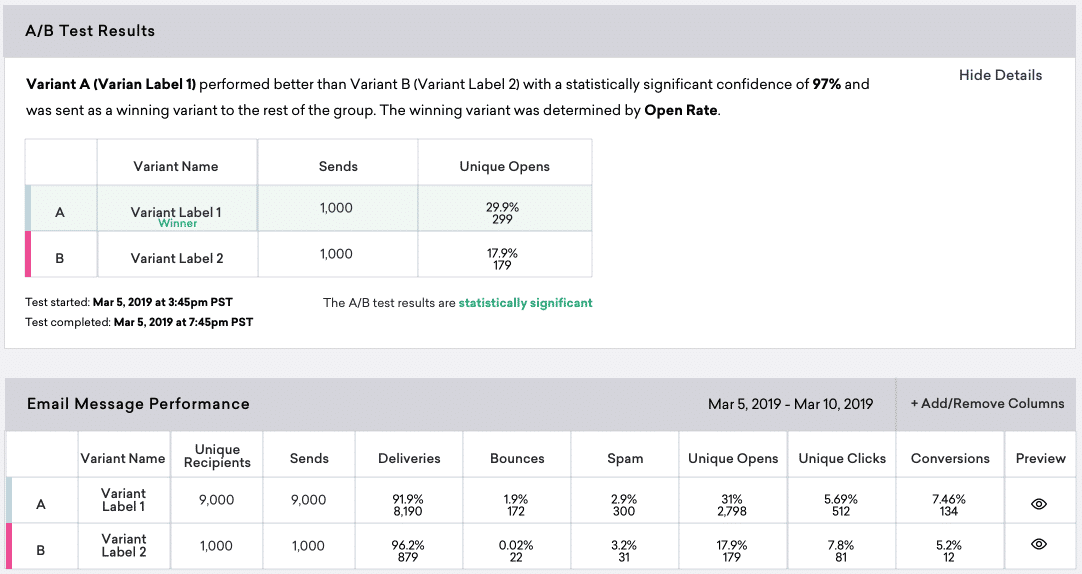 A/B Test Results
Variant A (Varian Label 1) performed better than Variant B (Variant Label 2) with a statistically significant confidence of 97% and
Hide Details
was sent as a winning variant to the rest of the group. The winning variant was determined by Open Rate.
Variant Name Sends Unique Opens
A Variant Label 1 1,000 29.9%
Winner 299
B Variant Label 2 1,000 17.9%
179
Test started: Mar 5, 2019 at 3:45pm PST The A/B test results are statistically significant
Test completed: Mar 5, 2019 at 7:45pm PST
Email Message Performance Mar 5, 2019 - Mar 10, 2019 + Add/Remove Columns
Variant Name Unique Recipients Sends Deliveries Bounces Spam Unique Opens Unique Clicks Conversions Preview
A Variant 9,000 9,000 91.9% 1.9% 2.9% 31% 5.69% 7.46%
Label 1 8,190 172 300 2,798 512 134
B Variant 1,000 1,000 96.2% 0.02% 3.2% 17.9% 7.8% 5.2%
Label 2 879 22 31 179 81 12